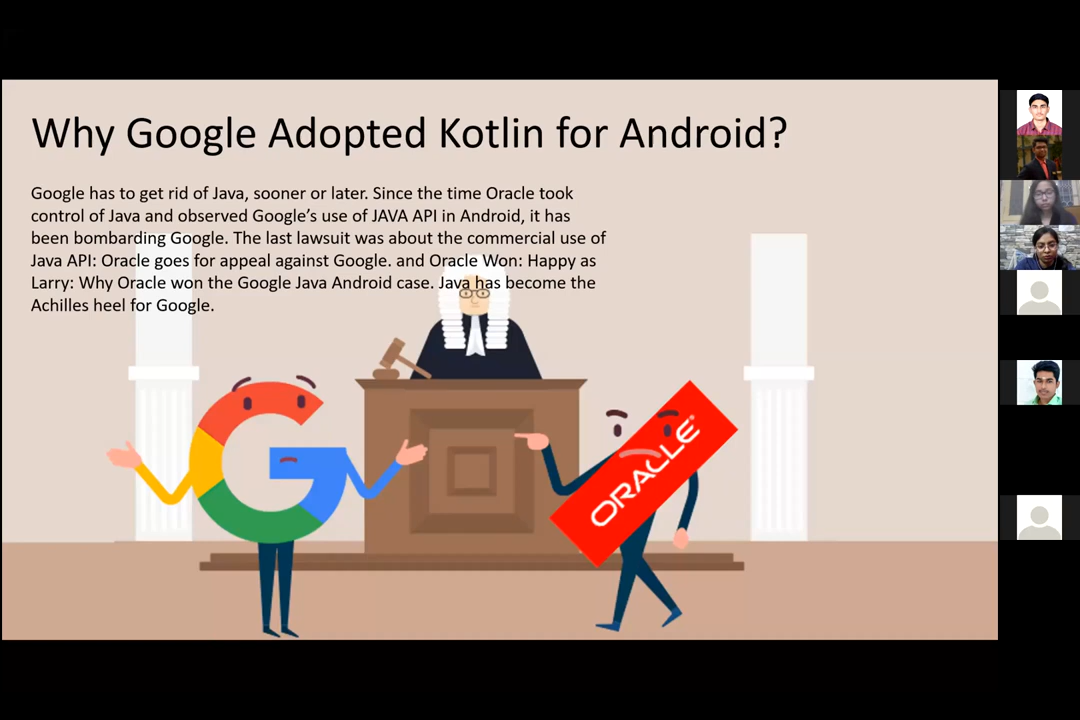 Why Google Adopted Kotlin for Android?
Google has to get rid of Java, sooner or later. Since the time Oracle took
control of Java and observed Google's use of JAVA API in Android, it has
been bombarding Google. The last lawsuit was about the commercial use of
Java API: Oracle goes for appeal against Google. and Oracle Won: Happy as
Larry: Why Oracle won the Google Java Android case. Java has become the
Achilles heel for Google.
ORACLE